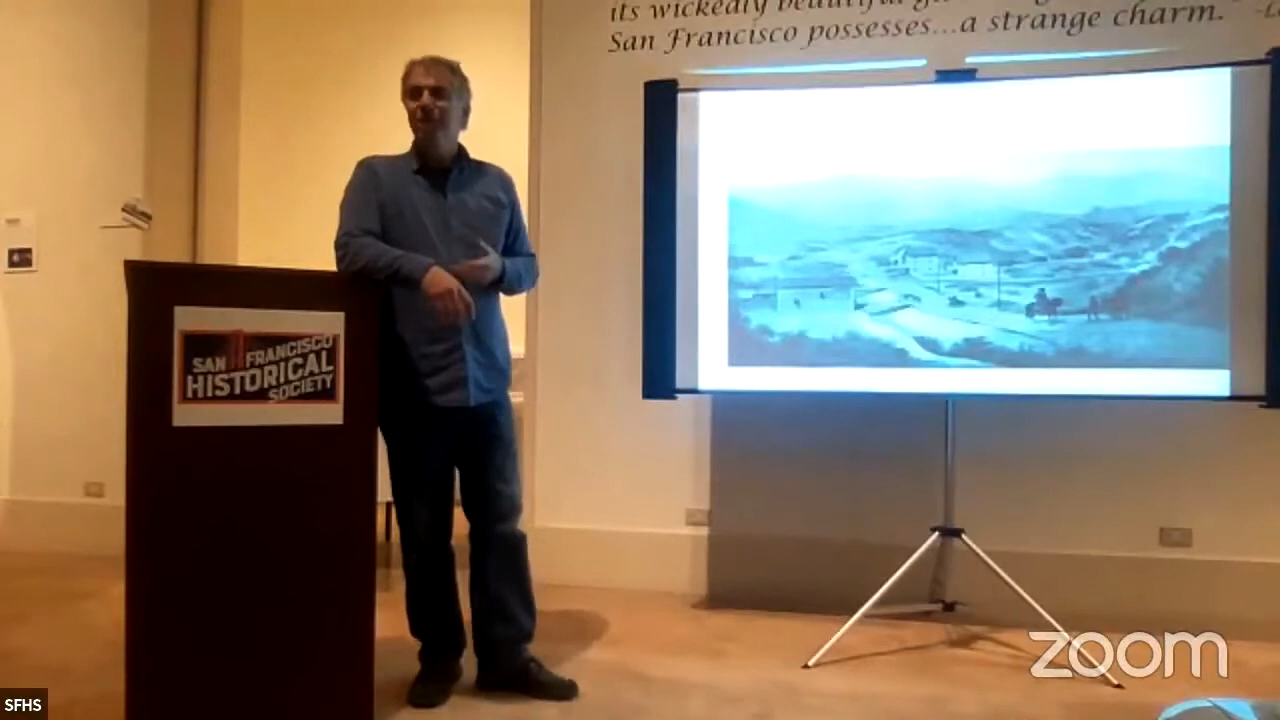 its wickedly beautiful
San Francisco possesses...a strange charm.
SAN FRANCISCO
HISTORICAL
SOCIETY
zoom
SFHS